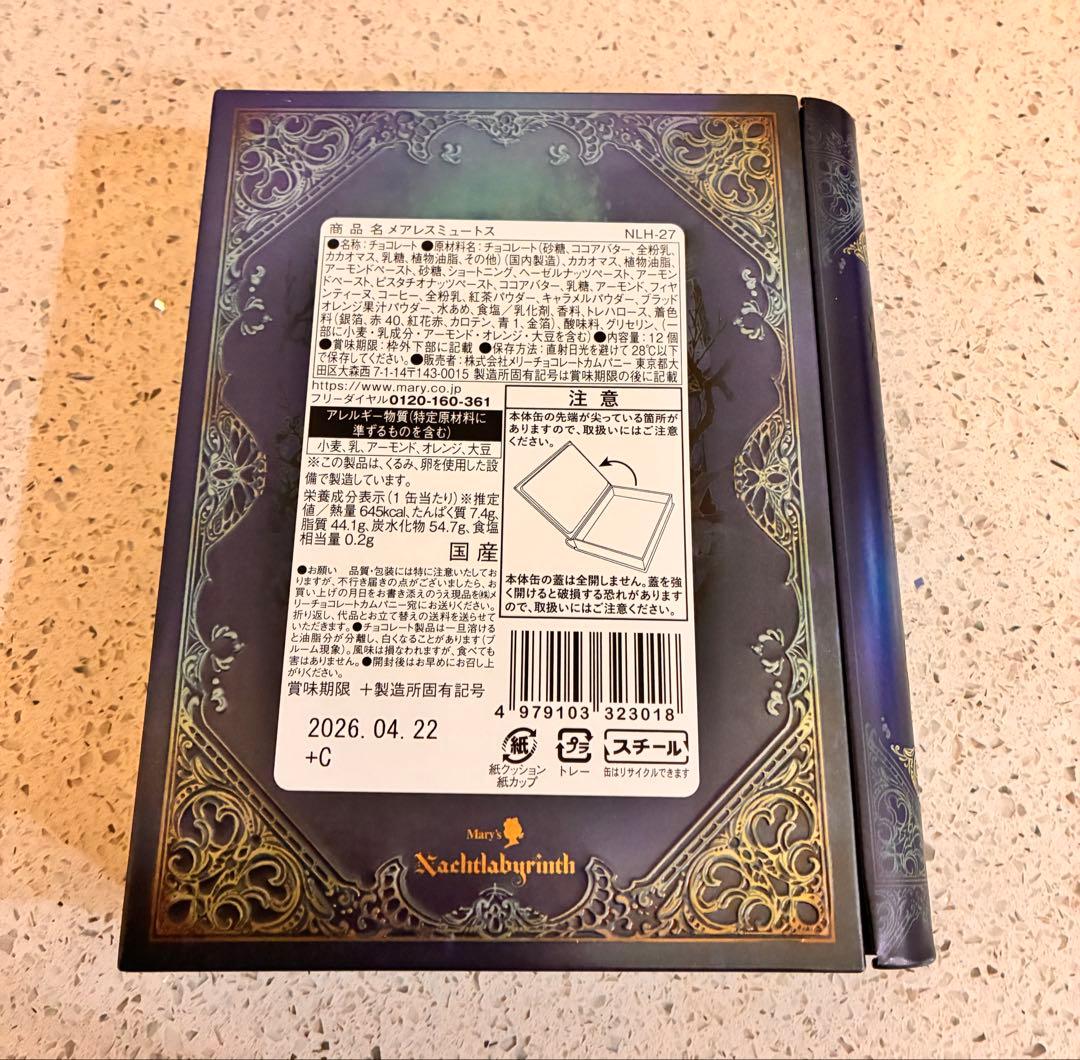 商品名 メアレスミュートス NLH-27
●名称：チョコレート ●原材料名：チョコレート（砂糖、ココアバター、全粉乳、
カカオマス、乳糖、植物油脂、その他）（国内製造）、カカオマス、植物油脂、
アーモンドペースト、砂糖、ショートニング、ヘーゼルナッツペースト、アーモン
ドペースト、ピスタチオナッツペースト、ココアバター、乳糖、アーモンド、フィヤ
ンティーヌ、コーヒー、全粉乳、紅茶パウダー、キャラメルパウダー、ブラッド
オレンジ果汁パウダー、水あめ、食塩／乳化剤、香料、トレハロース、着色
料（銀箔、赤40、紅花赤、カロテン、青1、金箔）、酸味料、グリセリン、（一
部に小麦・乳成分・アーモンド・オレンジ・大豆を含む）●内容量：12個
●賞味期限：枠外下部に記載 ●保存方法：直射日光を避けて28℃以下
で保存してください。●販売者：株式会社メリーチョコレートカムパニー 東京都大
田区大森西7-1-14〒143-0015 製造所固有記号は賞味期限の後に記載
https://www.mary.co.jp
フリーダイヤル0120-160-361
アレルギー物質（特定原材料に
準ずるものを含む）
小麦、乳、アーモンド、オレンジ、大豆
※この製品は、くるみ、卵を使用した設
備で製造しています。
栄養成分表示（1缶当たり）※推定
値／熱量 645kcal、たんぱく質 7.4g、
脂質 44.1g、炭水化物 54.7g、食塩
相当量 0.2g
国産
●お願い 品質・包装には特に注意いたしてお
りますが、不行き届きの点がございましたら、お
買い上げの月日をお書き添えのうえ現品を㈱メ
リーチョコレートカムパニー宛にお送りください。
折り返し、代品とお立て替えの送料を送らせて
いただきます。●チョコレート製品は一旦溶ける
と油脂分が分離し、白くなることがあります（ブ
ルーム現象）。風味は損なわれますが、食べても
害はありません。●開封後はお早めにお召し上
がりください。
賞味期限 ＋製造所固有記号
2026.04.22
+C
注意
本体缶の先端が尖っている箇所が
ありますので、取扱いにはご注意
ください。
本体缶の蓋は全開しません。蓋を強
く開けると破損する恐れがあります
ので、取扱いにはご注意ください。
4 979103 323018
紙 プラ スチール
紙クッション トレー 缶はリサイクルできます
紙カップ
Mary's
Nachtlabyrinth